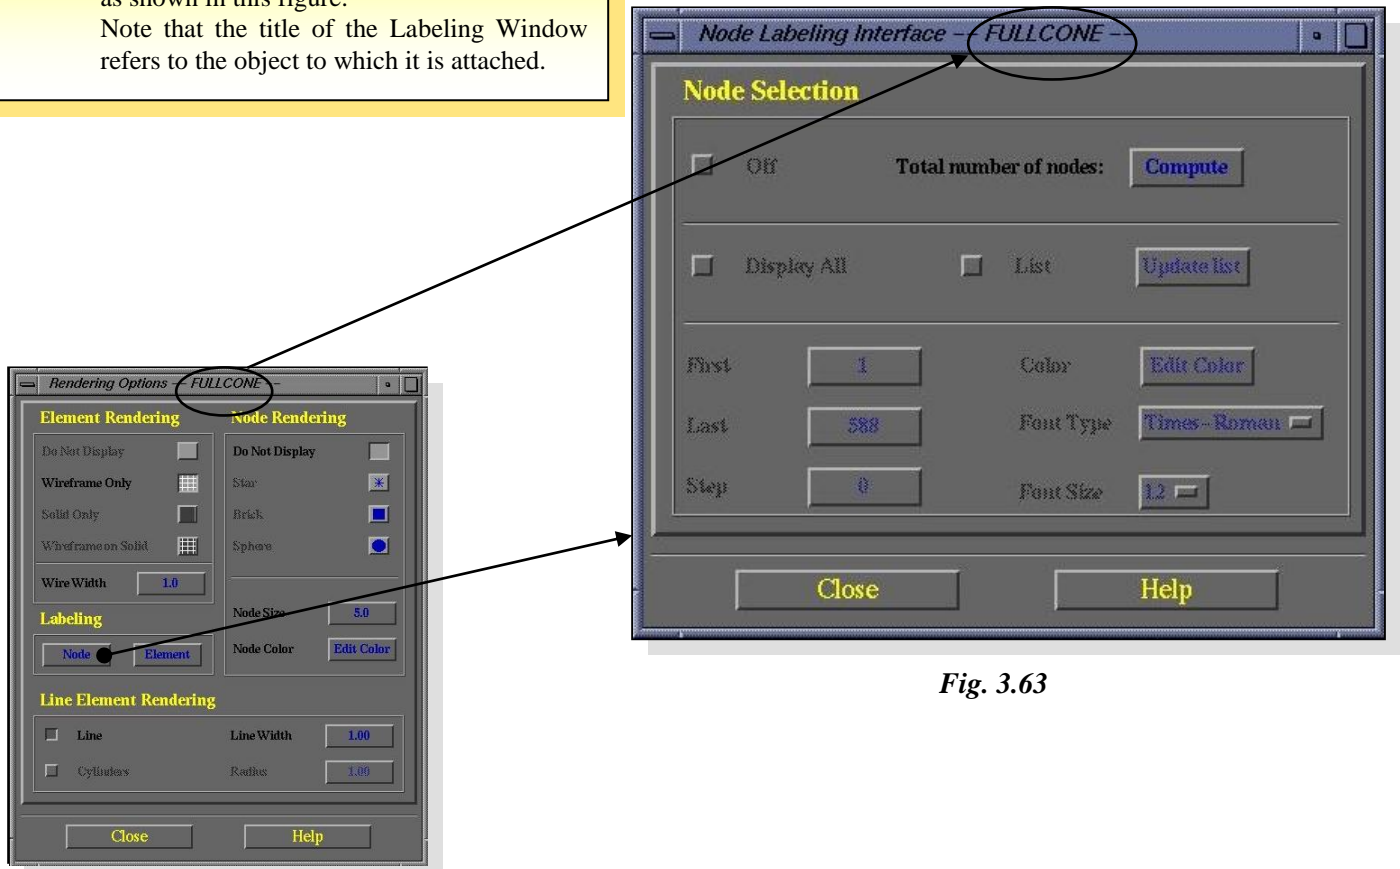 as shown in this figure.
Note that the title of the Labeling Window
refers to the object to which it is attached.
Node Labeling Interface -- FULLCONE --
Node Selection
Off Total number of nodes: Compute
Display All List Update list
First 1 Color Edit Color
Last 588 Font Type Times-Roman
Step 0 Font Size 12
Close Help
Fig. 3.63
Rendering Options -- FULLCONE --
Element Rendering Node Rendering
Do Not Display Do Not Display
Wireframe Only Star
Solid Only Brick
Wireframe on Solid Sphere
Wire Width 1.0
Node Size 5.0
Labeling
Node Element Node Color Edit Color
Line Element Rendering
Line Line Width 1.00
Cylinders Radius 1.00
Close Help